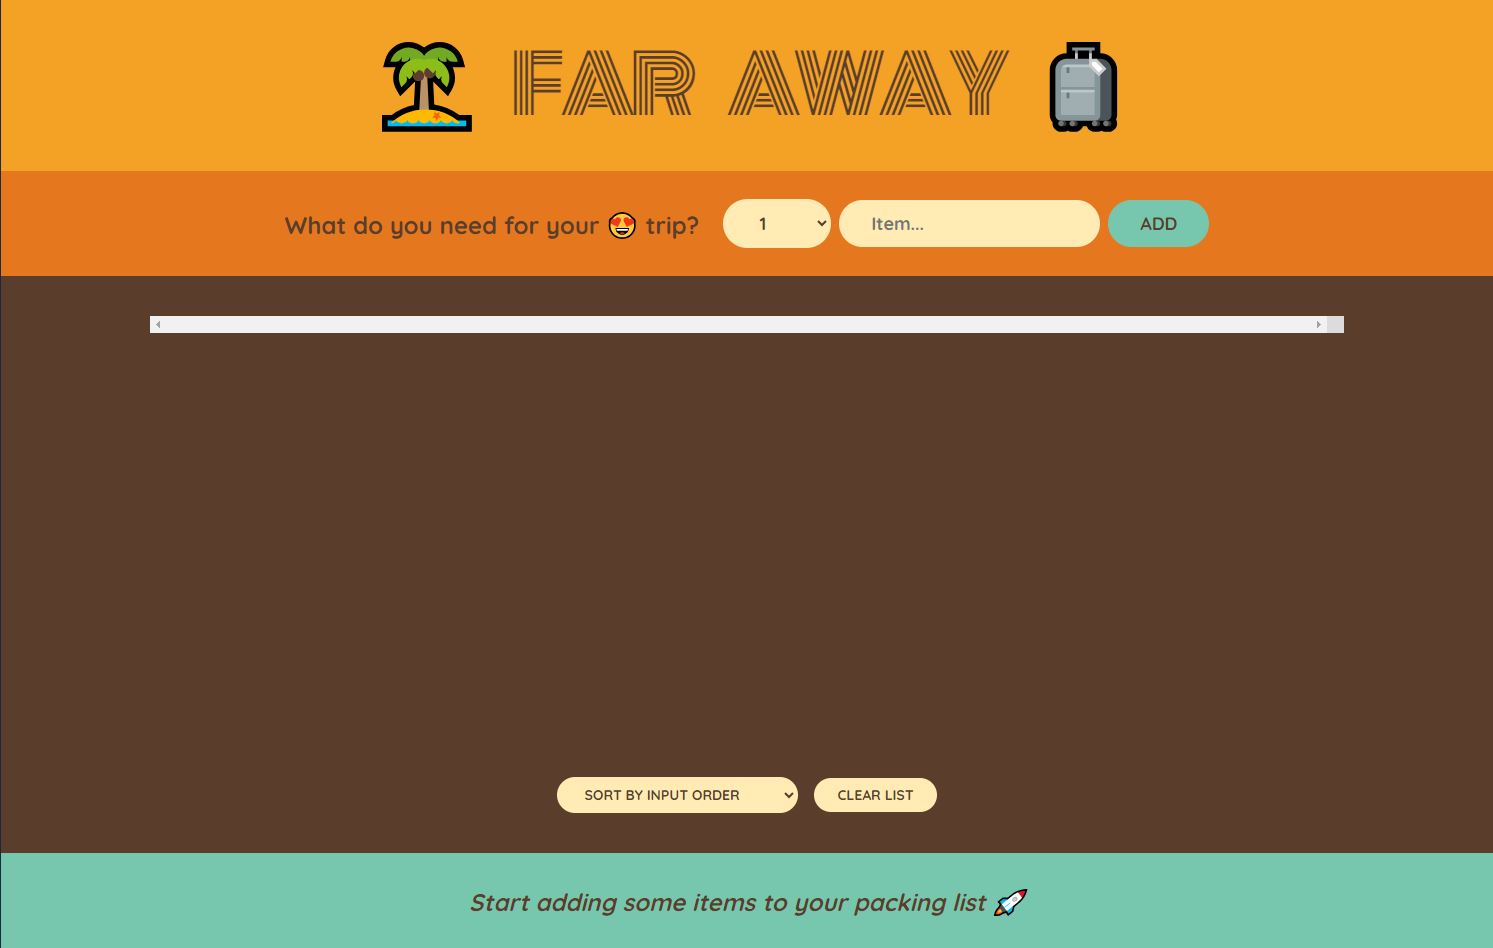 FAR AWAY
What do you need for your 😍 trip?
1
Item...
ADD
SORT BY INPUT ORDER
CLEAR LIST
Start adding some items to your packing list 🚀